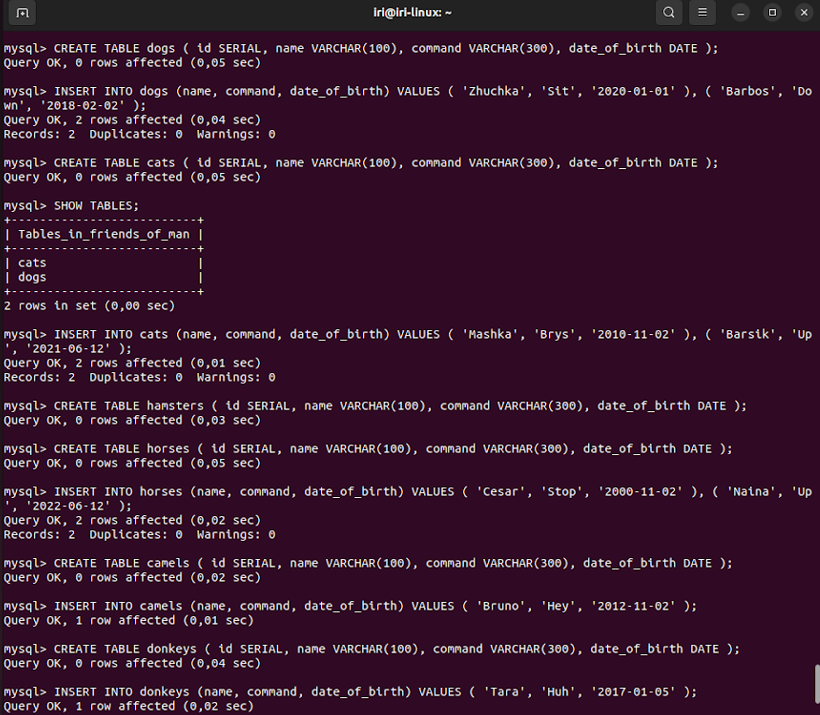 iri@iri-linux: ~
mysql> CREATE TABLE dogs ( id SERIAL, name VARCHAR(100), command VARCHAR(300), date_of_birth DATE );
Query OK, 0 rows affected (0,05 sec)
mysql> INSERT INTO dogs (name, command, date_of_birth) VALUES ( 'Zhuchka', 'Sit', '2020-01-01' ), ( 'Barbos', 'Do
wn', '2018-02-02' );
Query OK, 2 rows affected (0,04 sec)
Records: 2  Duplicates: 0  Warnings: 0
mysql> CREATE TABLE cats ( id SERIAL, name VARCHAR(100), command VARCHAR(300), date_of_birth DATE );
Query OK, 0 rows affected (0,05 sec)
mysql> SHOW TABLES;
+--------------------------+
| Tables_in_friends_of_man |
+--------------------------+
| cats                     |
| dogs                     |
+--------------------------+
2 rows in set (0,00 sec)
mysql> INSERT INTO cats (name, command, date_of_birth) VALUES ( 'Mashka', 'Brys', '2010-11-02' ), ( 'Barsik', 'Up
', '2021-06-12' );
Query OK, 2 rows affected (0,01 sec)
Records: 2  Duplicates: 0  Warnings: 0
mysql> CREATE TABLE hamsters ( id SERIAL, name VARCHAR(100), command VARCHAR(300), date_of_birth DATE );
Query OK, 0 rows affected (0,03 sec)
mysql> CREATE TABLE horses ( id SERIAL, name VARCHAR(100), command VARCHAR(300), date_of_birth DATE );
Query OK, 0 rows affected (0,05 sec)
mysql> INSERT INTO horses (name, command, date_of_birth) VALUES ( 'Cesar', 'Stop', '2000-11-02' ), ( 'Naina', 'Up
', '2022-06-12' );
Query OK, 2 rows affected (0,02 sec)
Records: 2  Duplicates: 0  Warnings: 0
mysql> CREATE TABLE camels ( id SERIAL, name VARCHAR(100), command VARCHAR(300), date_of_birth DATE );
Query OK, 0 rows affected (0,02 sec)
mysql> INSERT INTO camels (name, command, date_of_birth) VALUES ( 'Bruno', 'Hey', '2012-11-02' );
Query OK, 1 row affected (0,01 sec)
mysql> CREATE TABLE donkeys ( id SERIAL, name VARCHAR(100), command VARCHAR(300), date_of_birth DATE );
Query OK, 0 rows affected (0,04 sec)
mysql> INSERT INTO donkeys (name, command, date_of_birth) VALUES ( 'Tara', 'Huh', '2017-01-05' );
Query OK, 1 row affected (0,02 sec)